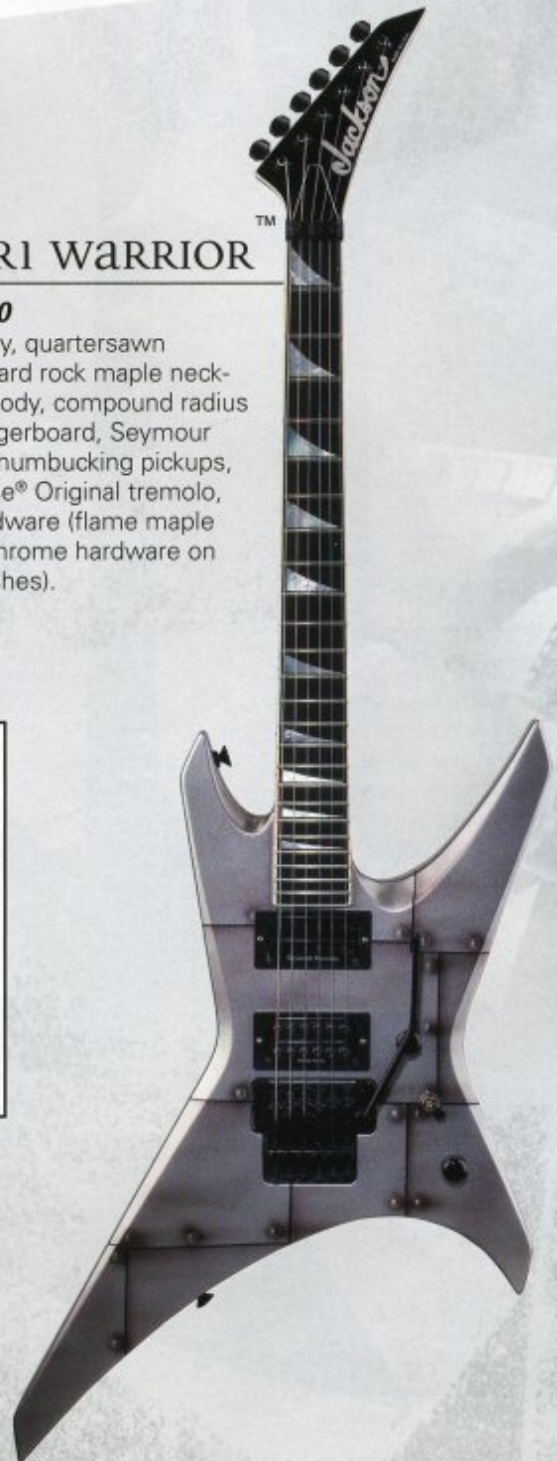 Jackson
TM
R1 WARRIOR
0
y, quartersawn
ard rock maple neck-
ody, compound radius
gerboard, Seymour
humbucking pickups,
e® Original tremolo,
dware (flame maple
hrome hardware on
hes).